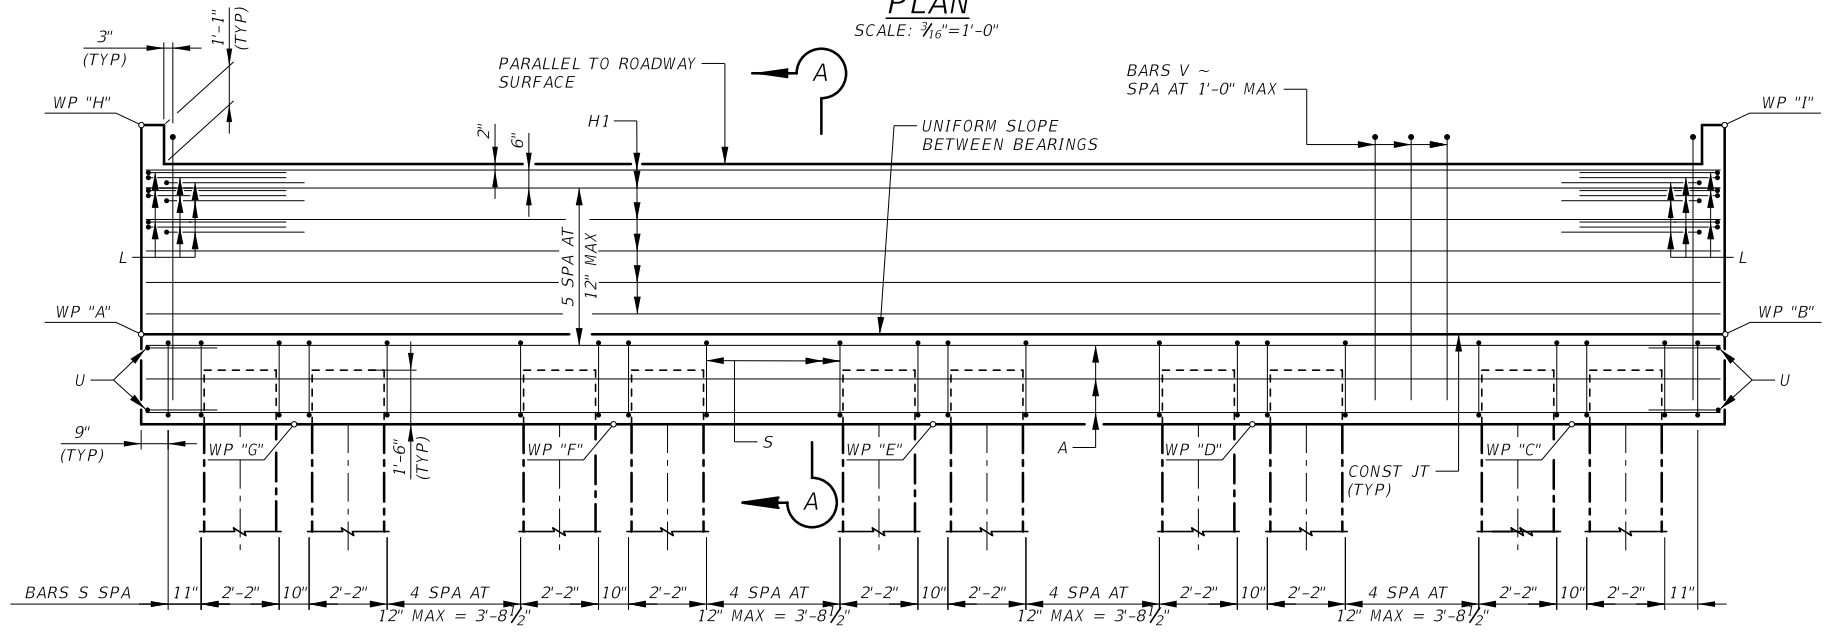 PLAN
SCALE: 3/16"=1'-0"
3"
(TYP)
1'-1"
(TYP)
PARALLEL TO ROADWAY
SURFACE
A
BARS V ~
SPA AT 1'-0" MAX
WP "H"
WP "I"
H1
2"
6"
UNIFORM SLOPE
BETWEEN BEARINGS
L
5 SPA AT
12" MAX
L
WP "A"
WP "B"
U
U
9"
(TYP)
WP "G"
1'-6"
(TYP)
WP "F"
S
WP "E"
A
WP "D"
CONST JT
(TYP)
WP "C"
A
BARS S SPA
11"
2'-2"
10"
2'-2"
4 SPA AT
12" MAX = 3'-8 1/2"
2'-2"
10"
2'-2"
4 SPA AT
12" MAX = 3'-8 1/2"
2'-2"
10"
2'-2"
4 SPA AT
12" MAX = 3'-8 1/2"
2'-2"
10"
2'-2"
4 SPA AT
12" MAX = 3'-8 1/2"
2'-2"
10"
2'-2"
11"